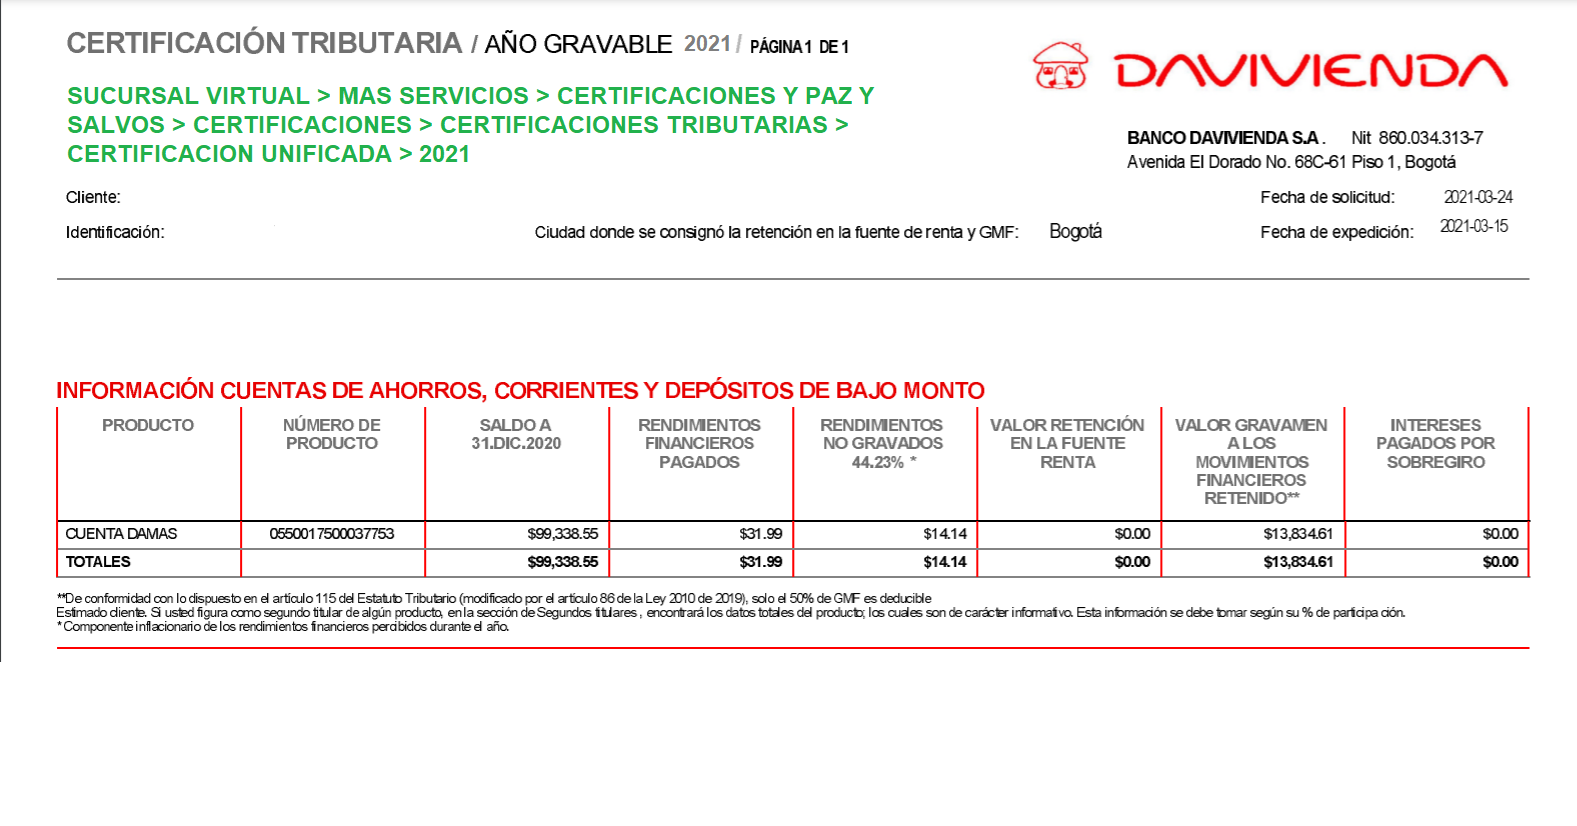 CERTIFICACIÓN TRIBUTARIA / AÑO GRAVABLE 2021 / PÁGINA 1 DE 1
DAVIVIENDA
SUCURSAL VIRTUAL > MAS SERVICIOS > CERTIFICACIONES Y PAZ Y
SALVOS > CERTIFICACIONES > CERTIFICACIONES TRIBUTARIAS >
CERTIFICACION UNIFICADA > 2021
BANCO DAVIVIENDA S.A. Nit 860.034.313-7
Avenida El Dorado No. 68C-61 Piso 1, Bogotá
Cliente: Fecha de solicitud: 2021-03-24
Identificación: Ciudad donde se consignó la retención en la fuente de renta y GMF: Bogotá Fecha de expedición: 2021-03-15
INFORMACIÓN CUENTAS DE AHORROS, CORRIENTES Y DEPÓSITOS DE BAJO MONTO
PRODUCTO NÚMERO DE SALDO A RENDIMIENTOS RENDIMIENTOS VALOR RETENCIÓN VALOR GRAVAMEN INTERESES
PRODUCTO 31.DIC.2020 FINANCIEROS NO GRAVADOS EN LA FUENTE A LOS PAGADOS POR
PAGADOS 44.23% * RENTA MOVIMIENTOS SOBREGIRO
FINANCIEROS
RETENIDO**
CUENTA DAMAS 0550017500037753 $99,338.55 $31.99 $14.14 $0.00 $13,834.61 $0.00
TOTALES $99,338.55 $31.99 $14.14 $0.00 $13,834.61 $0.00
**De conformidad con lo dispuesto en el artículo 115 del Estatuto Tributario (modificado por el artículo 86 de la Ley 2010 de 2019), solo el 50% de GMF es deducible
Estimado cliente. Si usted figura como segundo titular de algún producto, en la sección de Segundos titulares , encontrará los datos totales del producto; los cuales son de carácter informativo. Esta información se debe tomar según su % de participa ción.
* Componente inflacionario de los rendimientos financieros percibidos durante el año.